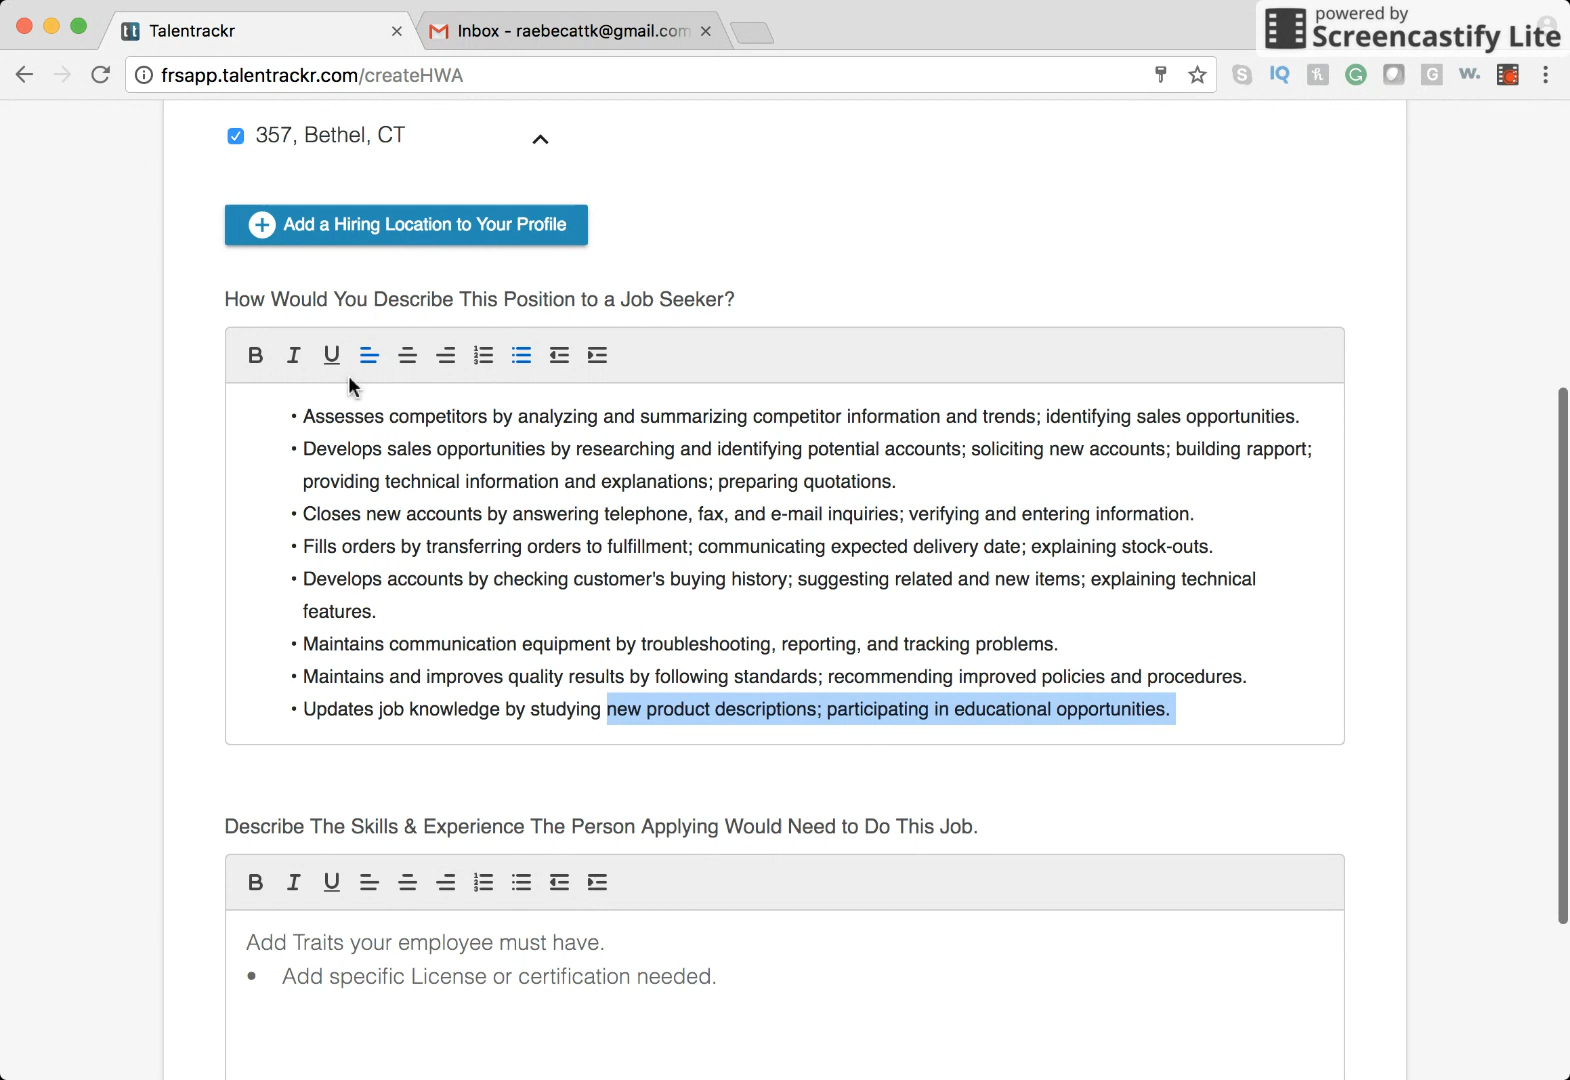 Talentrackr
Inbox - raebecattk@gmail.com
powered by
Screencastify Lite
frsapp.talentrackr.com/createHWA
357, Bethel, CT
Add a Hiring Location to Your Profile
How Would You Describe This Position to a Job Seeker?
B I U
• Assesses competitors by analyzing and summarizing competitor information and trends; identifying sales opportunities.
• Develops sales opportunities by researching and identifying potential accounts; soliciting new accounts; building rapport;
providing technical information and explanations; preparing quotations.
• Closes new accounts by answering telephone, fax, and e-mail inquiries; verifying and entering information.
• Fills orders by transferring orders to fulfillment; communicating expected delivery date; explaining stock-outs.
• Develops accounts by checking customer's buying history; suggesting related and new items; explaining technical
features.
• Maintains communication equipment by troubleshooting, reporting, and tracking problems.
• Maintains and improves quality results by following standards; recommending improved policies and procedures.
• Updates job knowledge by studying new product descriptions; participating in educational opportunities.
Describe The Skills & Experience The Person Applying Would Need to Do This Job.
B I U
Add Traits your employee must have.
• Add specific License or certification needed.